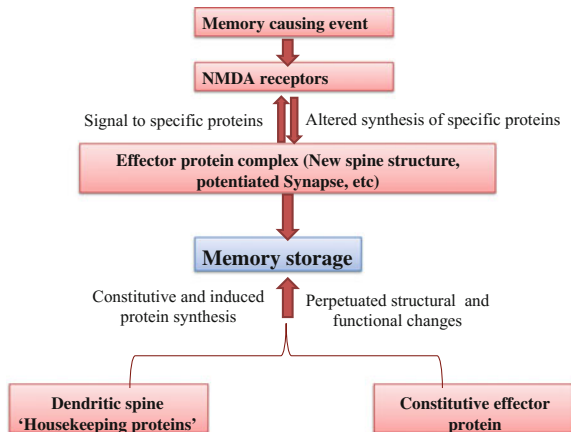 Memory causing event
NMDA receptors
Signal to specific proteins
Altered synthesis of specific proteins
Effector protein complex (New spine structure,
potentiated Synapse, etc)
Memory storage
Constitutive and induced
protein synthesis
Perpetuated structural and
functional changes
Dendritic spine
‘Housekeeping proteins’
Constitutive effector
protein